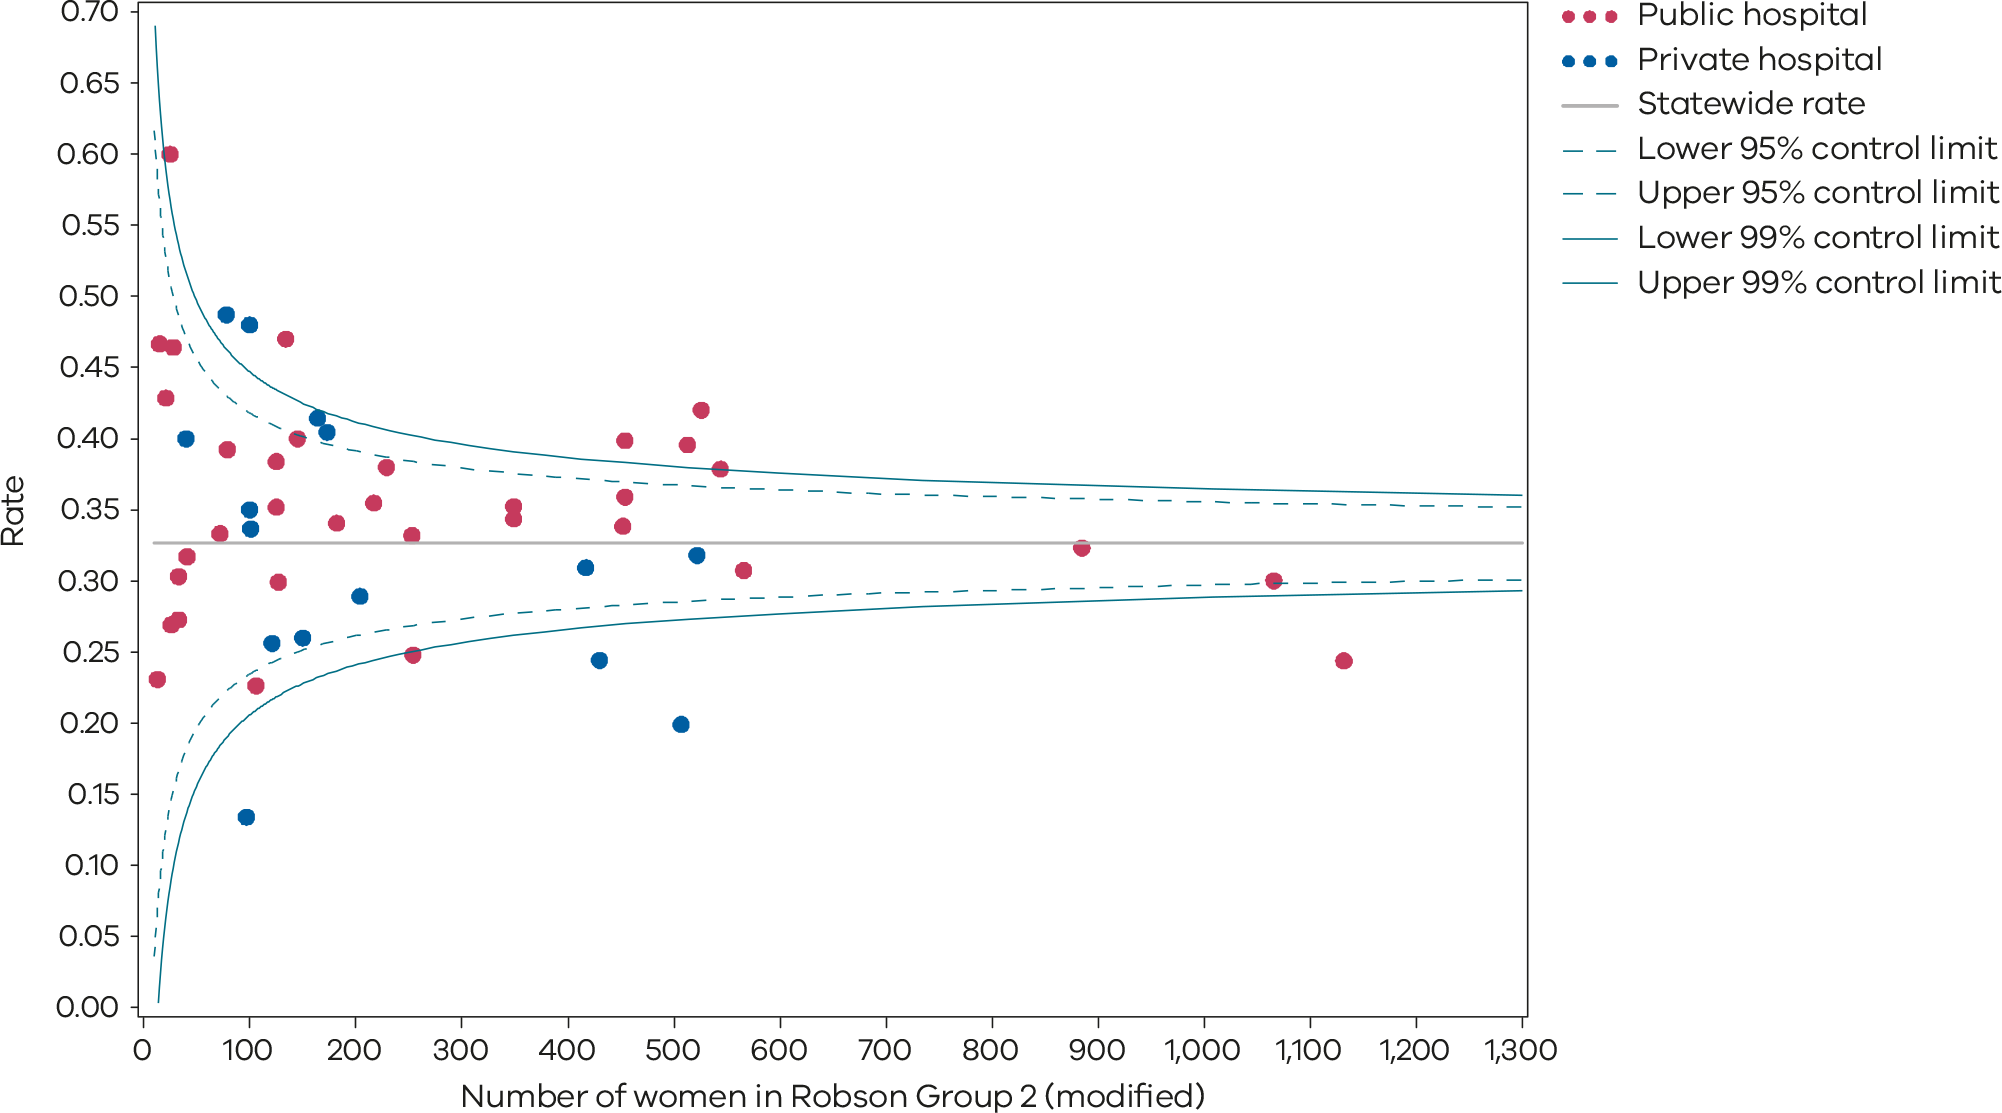 0.70
0.65
0.60
0.55
0.50
0.45
0.40
0.35
0.30
0.25
0.20
0.15
0.10
0.05
0.00
Rate
0 100 200 300 400 500 600 700 800 900 1,000 1,100 1,200 1,300
Number of women in Robson Group 2 (modified)
Public hospital
Private hospital
Statewide rate
Lower 95% control limit
Upper 95% control limit
Lower 99% control limit
Upper 99% control limit